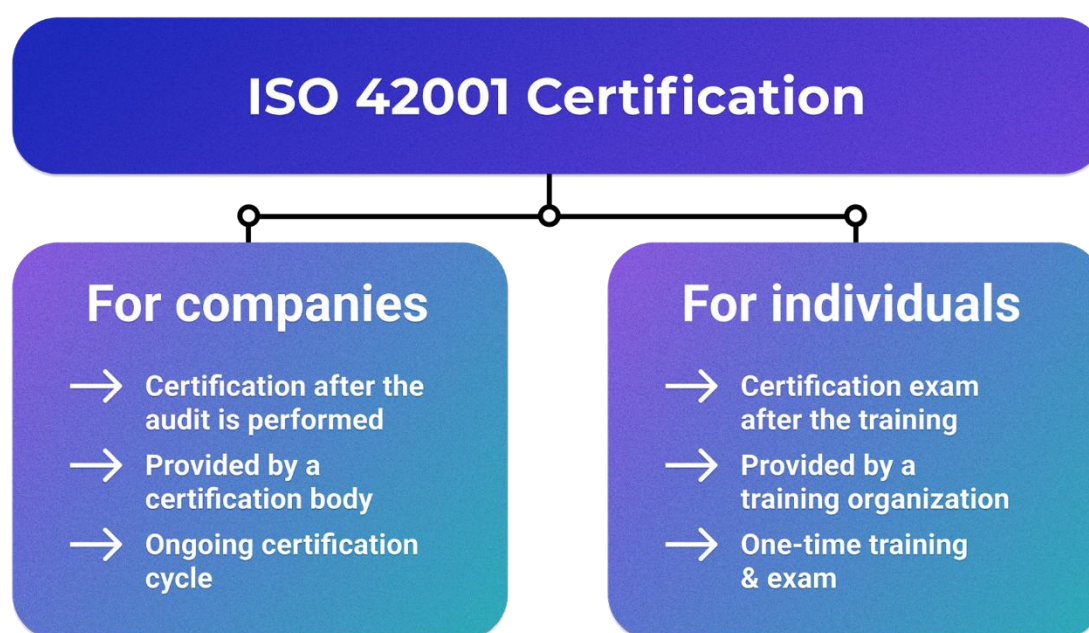 ISO 42001 Certification
For companies
Certification after the
audit is performed
Provided by a
certification body
Ongoing certification
cycle
For individuals
Certification exam
after the training
Provided by a
training organization
One-time training
& exam